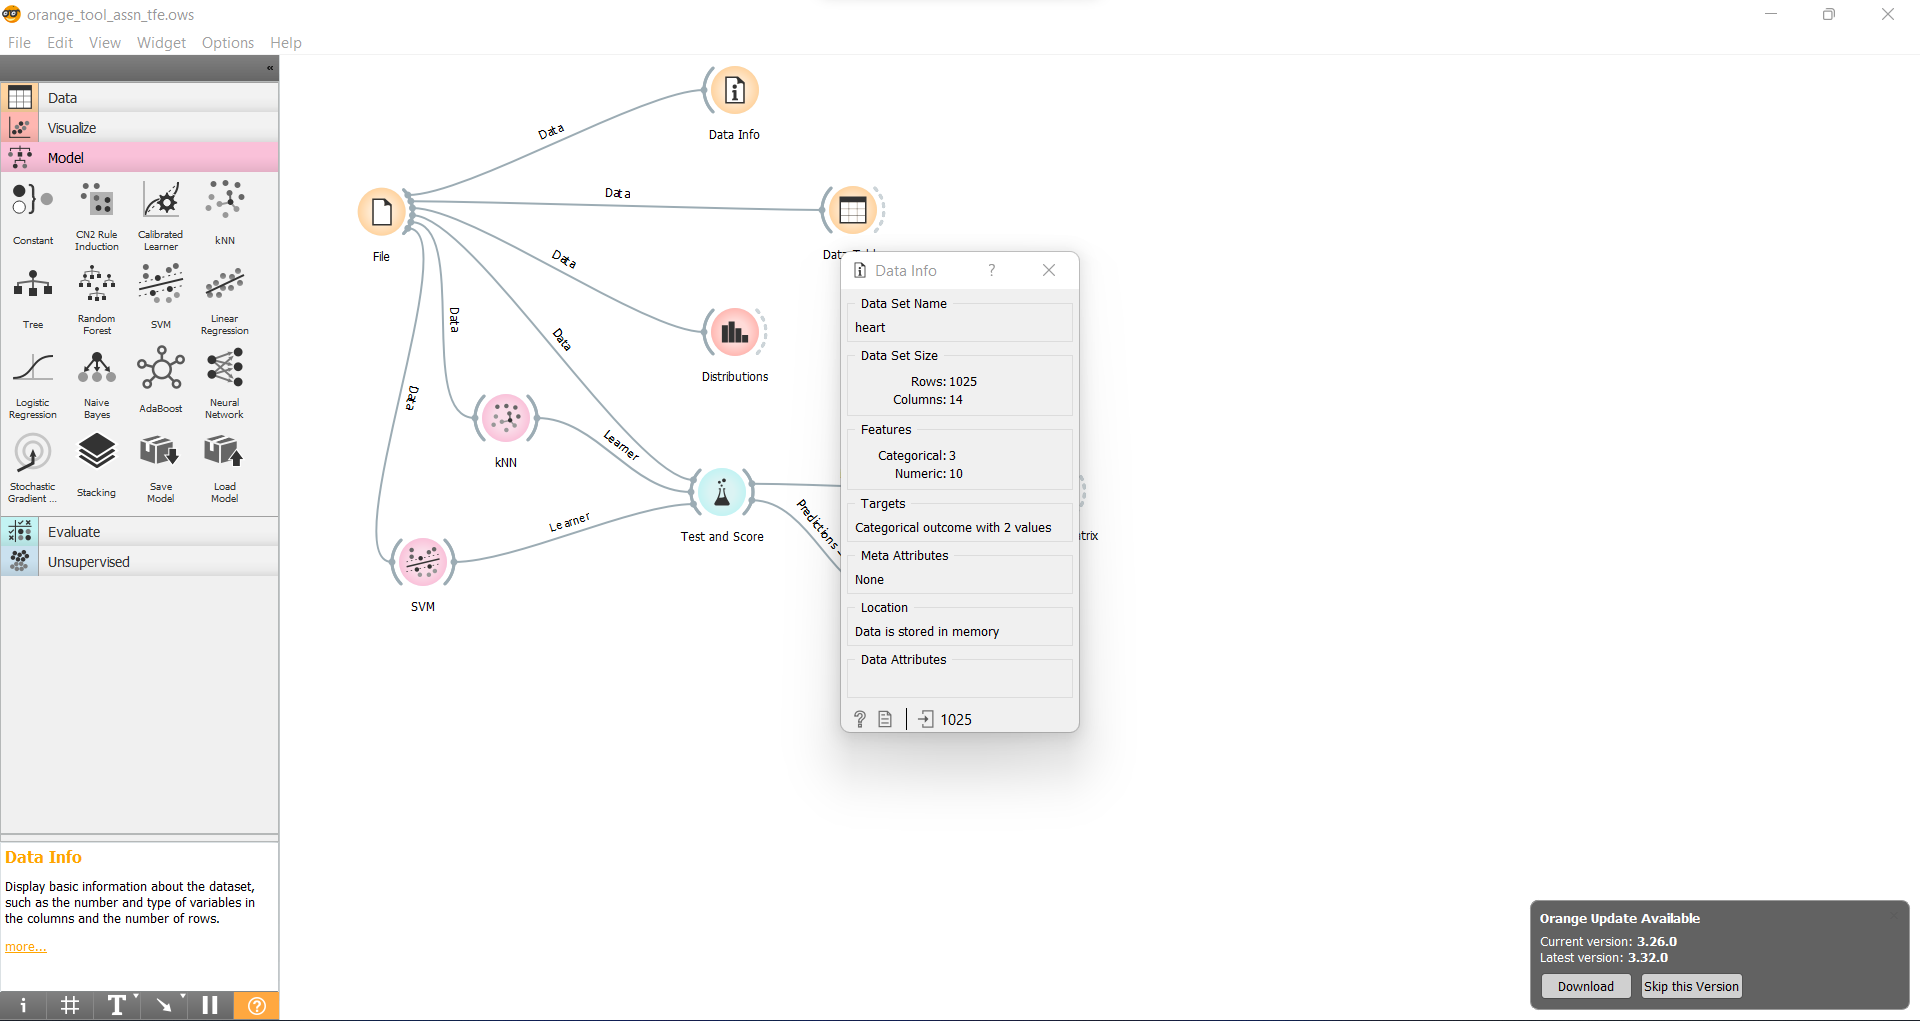 orange_tool_assn_tfe.ows
File Edit View Widget Options Help
Data
Visualize
Model
Constant
CN2 Rule
Induction
Calibrated
Learner
kNN
Tree
Random
Forest
SVM
Linear
Regression
Logistic
Regression
Naive
Bayes
AdaBoost
Neural
Network
Stochastic
Gradient ...
Stacking
Save
Model
Load
Model
Evaluate
Unsupervised
Data Info
Display basic information about the dataset,
such as the number and type of variables in
the columns and the number of rows.
more...
Data
Data Info
Data
Data
File
Data
Data
Data
Data
Distributions
kNN
Learner
Learner
Test and Score
SVM
Predictions
trix
Data Info
?
Data Set Name
heart
Data Set Size
Rows: 1025
Columns: 14
Features
Categorical: 3
Numeric: 10
Targets
Categorical outcome with 2 values
Meta Attributes
None
Location
Data is stored in memory
Data Attributes
? 1025
Orange Update Available
Current version: 3.26.0
Latest version: 3.32.0
Download Skip this Version